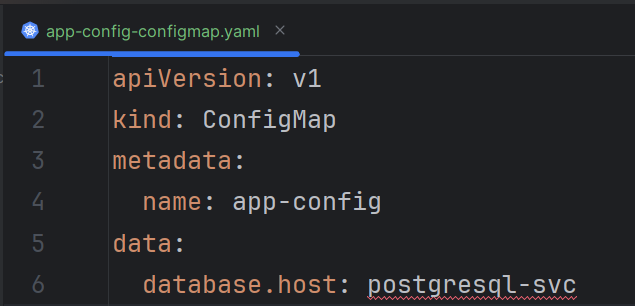 app-config-configmap.yaml ×
1 apiVersion: v1
2 kind: ConfigMap
3 metadata:
4   name: app-config
5 data:
6   database.host: postgresql-svc